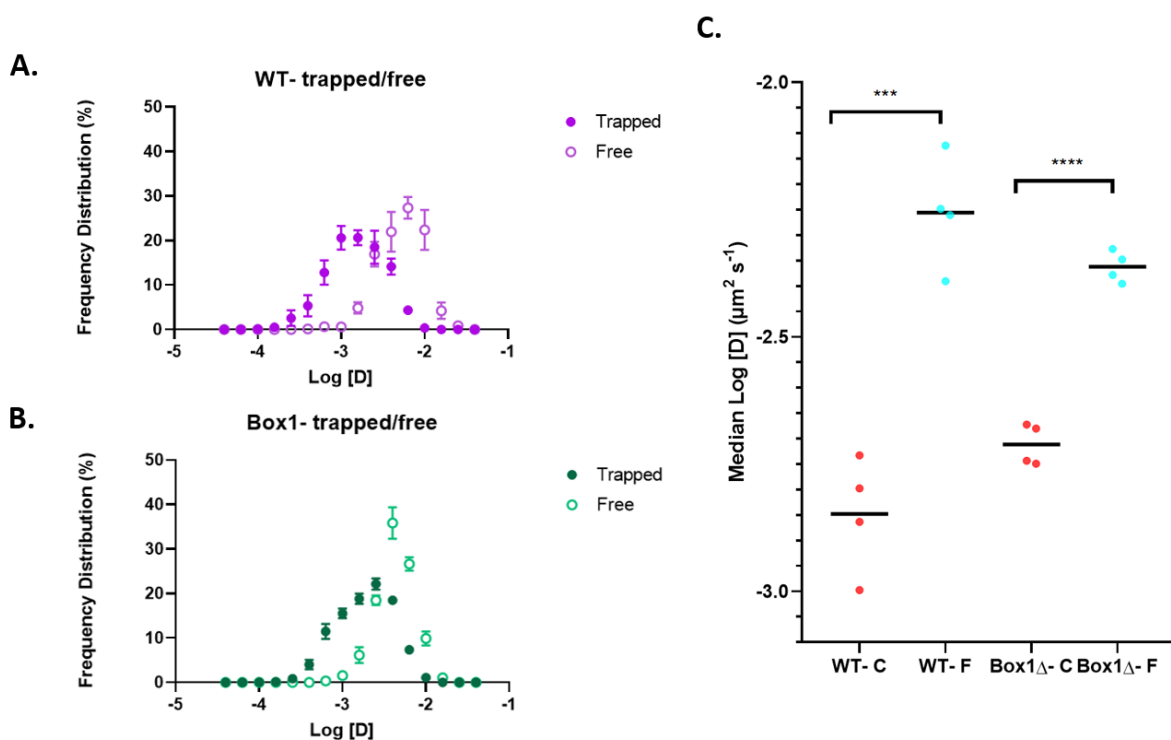 A.
WT- trapped/free
Frequency Distribution (%)
50
40
30
20
10
0
-5
-4
-3
-2
-1
Log [D]
Trapped
Free
B.
Box1- trapped/free
Frequency Distribution (%)
50
40
30
20
10
0
-5
-4
-3
-2
-1
Log [D]
Trapped
Free
C.
Median Log [D] (µm² s⁻¹)
-2.0
-2.5
-3.0
***
****
WT- C
WT- F
Box1Δ- C
Box1Δ- F